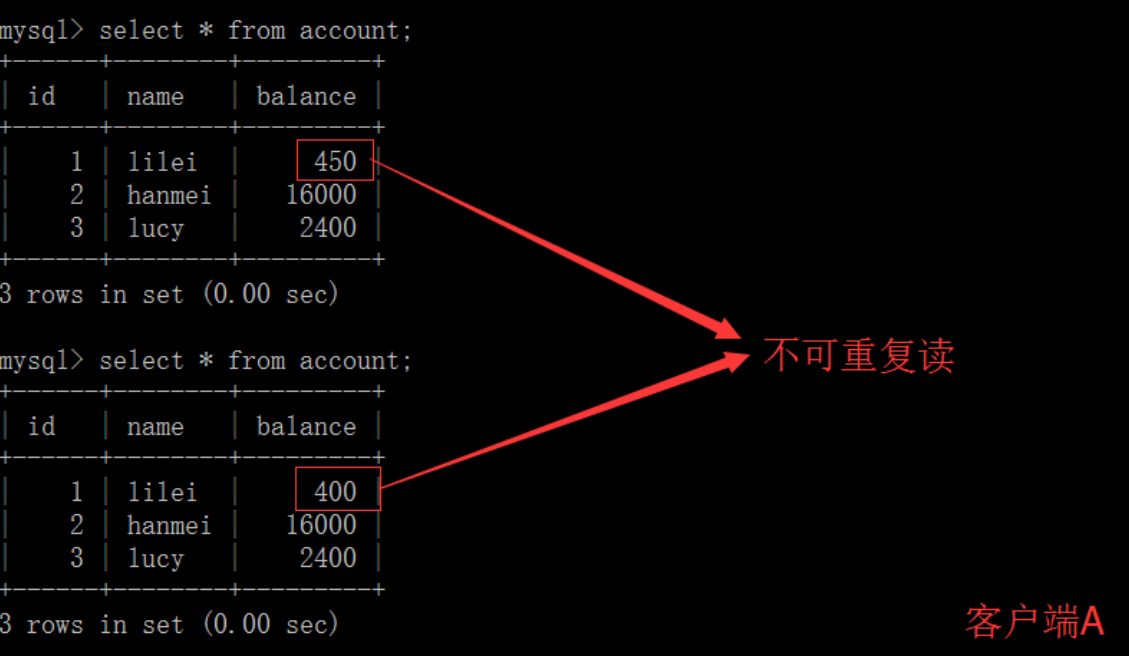 mysql> select * from account;
+------+--------+---------+
| id   | name   | balance |
+------+--------+---------+
|    1 | lilei  |     450 |
|    2 | hanmei |   16000 |
|    3 | lucy   |    2400 |
+------+--------+---------+
3 rows in set (0.00 sec)
不可重复读
mysql> select * from account;
+------+--------+---------+
| id   | name   | balance |
+------+--------+---------+
|    1 | lilei  |     400 |
|    2 | hanmei |   16000 |
|    3 | lucy   |    2400 |
+------+--------+---------+
3 rows in set (0.00 sec)
客户端A